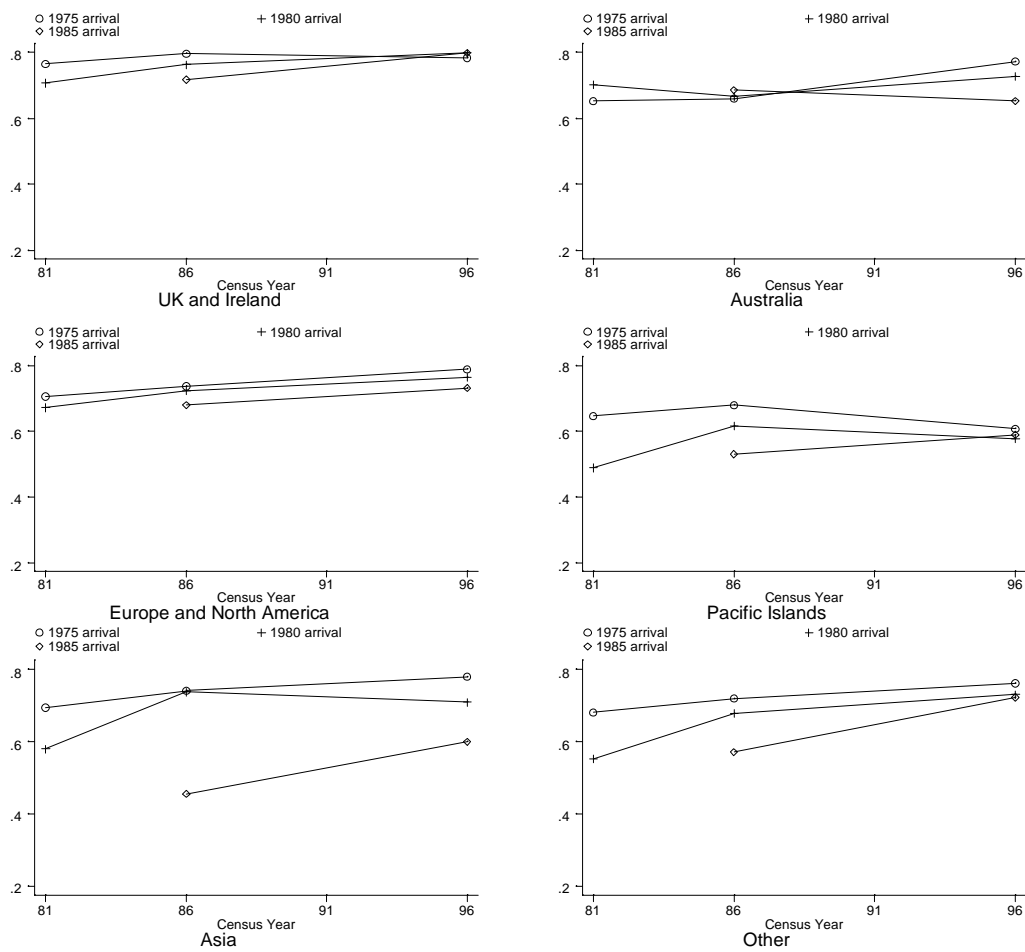 1975 arrival 1980 arrival
1985 arrival
.8
.6
.4
.2
81 86 91 96
Census Year
UK and Ireland
1975 arrival 1980 arrival
1985 arrival
.8
.6
.4
.2
81 86 91 96
Census Year
Australia
1975 arrival 1980 arrival
1985 arrival
.8
.6
.4
.2
81 86 91 96
Census Year
Europe and North America
1975 arrival 1980 arrival
1985 arrival
.8
.6
.4
.2
81 86 91 96
Census Year
Pacific Islands
1975 arrival 1980 arrival
1985 arrival
.8
.6
.4
.2
81 86 91 96
Census Year
Asia
1975 arrival 1980 arrival
1985 arrival
.8
.6
.4
.2
81 86 91 96
Census Year
Other